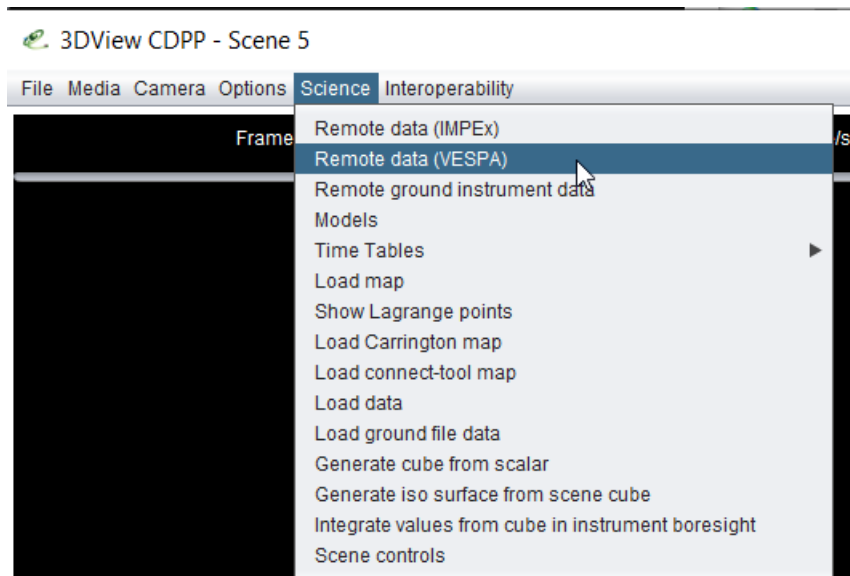 3DView CDPP - Scene 5
File Media Camera Options Science Interoperability
Frame
/s
Remote data (IMPEx)
Remote data (VESPA)
Remote ground instrument data
Models
Time Tables
Load map
Show Lagrange points
Load Carrington map
Load connect-tool map
Load data
Load ground file data
Generate cube from scalar
Generate iso surface from scene cube
Integrate values from cube in instrument boresight
Scene controls